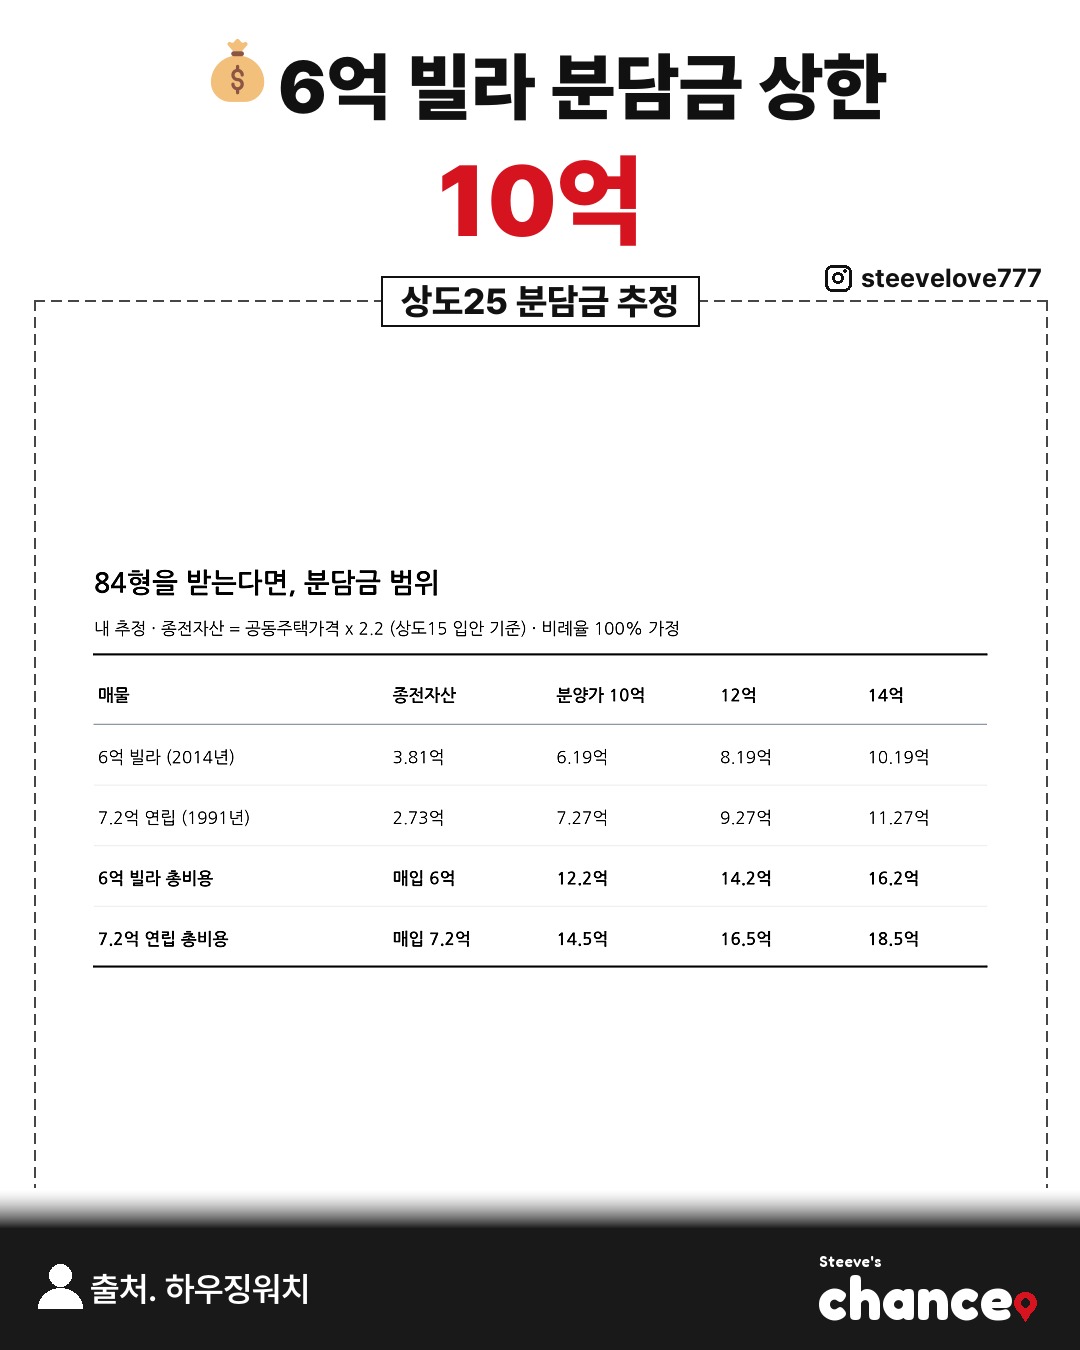 6억 빌라 분담금 상한
10억
steevelove777
상도25 분담금 추정
84형을 받는다면, 분담금 범위
내 추정 · 종전자산 = 공동주택가격 x 2.2 (상도15 입안 기준) · 비례율 100% 가정
매물 종전자산 분양가 10억 12억 14억
6억 빌라 (2014년) 3.81억 6.19억 8.19억 10.19억
7.2억 연립 (1991년) 2.73억 7.27억 9.27억 11.27억
6억 빌라 총비용 매입 6억 12.2억 14.2억 16.2억
7.2억 연립 총비용 매입 7.2억 14.5억 16.5억 18.5억
출처. 하우징워치
Steeve's
chance